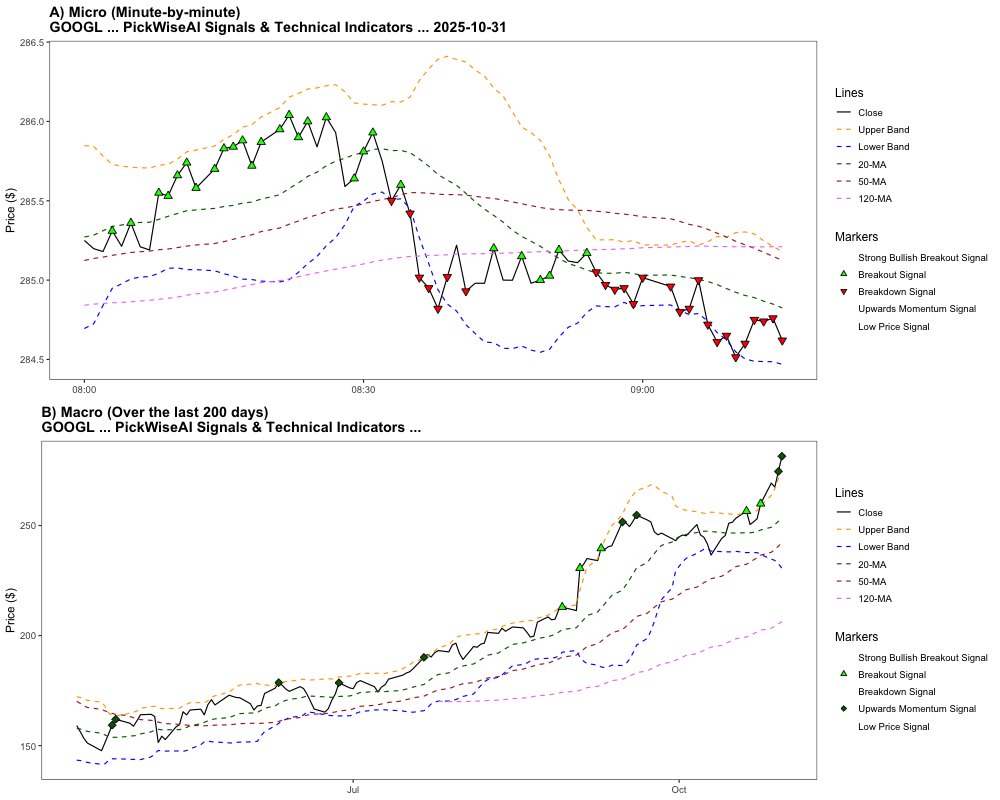 A) Micro (Minute-by-minute)
GOOGL ... PickWiseAI Signals & Technical Indicators ... 2025-10-31
286.5
286.0
285.5
285.0
284.5
Price ($)
08:00
08:30
09:00
Lines
Close
Upper Band
Lower Band
20-MA
50-MA
120-MA
Markers
Strong Bullish Breakout Signal
Breakout Signal
Breakdown Signal
Upwards Momentum Signal
Low Price Signal
B) Macro (Over the last 200 days)
GOOGL ... PickWiseAI Signals & Technical Indicators ...
250
200
150
Price ($)
Jul
Oct
Lines
Close
Upper Band
Lower Band
20-MA
50-MA
120-MA
Markers
Strong Bullish Breakout Signal
Breakout Signal
Breakdown Signal
Upwards Momentum Signal
Low Price Signal